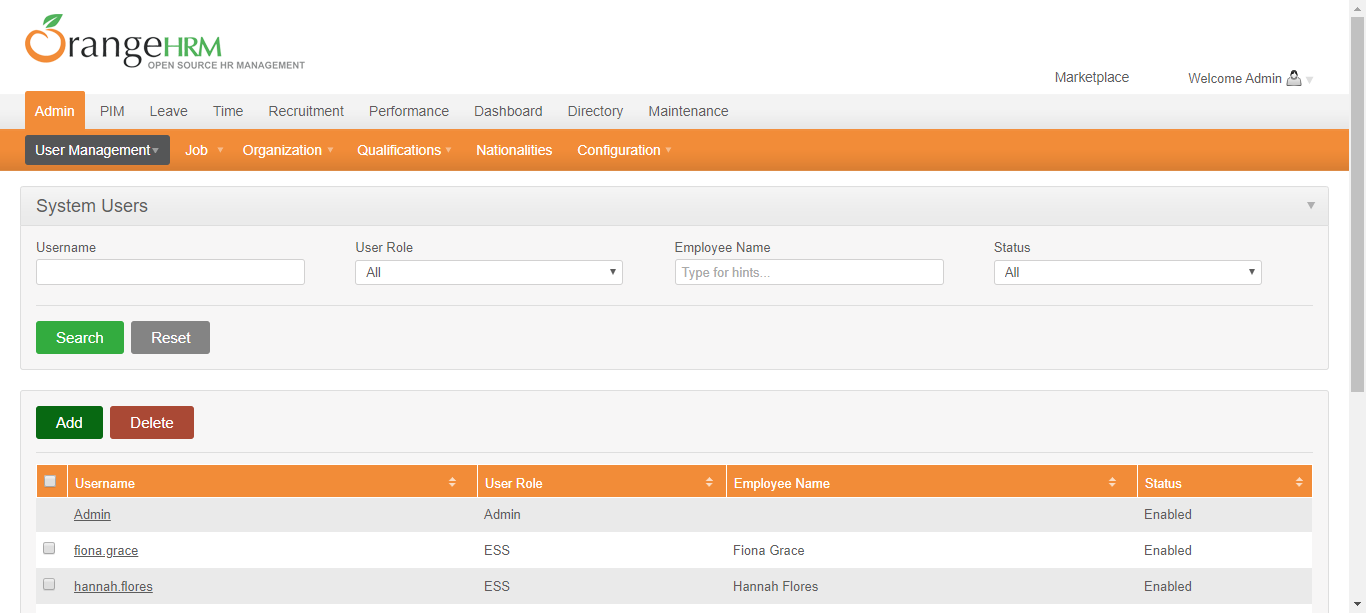 OrangeHRM
OPEN SOURCE HR MANAGEMENT
Marketplace Welcome Admin
Admin PIM Leave Time Recruitment Performance Dashboard Directory Maintenance
User Management Job Organization Qualifications Nationalities Configuration
System Users
Username User Role Employee Name Status
All Type for hints... All
Search Reset
Add Delete
Username User Role Employee Name Status
Admin Admin Enabled
fiona.grace ESS Fiona Grace Enabled
hannah.flores ESS Hannah Flores Enabled